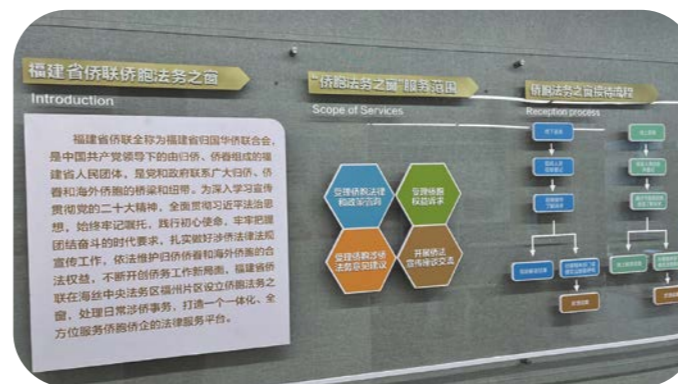 福建省侨联侨胞法务之窗
Introduction
福建省侨联全称为福建省归国华侨联合会，
是中国共产党领导下的由归侨、侨眷组成的福
建省人民团体，是党和政府联系广大归侨、侨
眷和海外侨胞的桥梁和纽带。为深入学习宣传
贯彻党的二十大精神，全面贯彻习近平法治思
想，始终牢记嘱托，践行初心使命，牢牢把握
团结奋斗的时代要求，扎实做好涉侨法律法规
宣传工作，依法维护归侨侨眷和海外侨胞的合
法权益，不断开创侨务工作新局面，福建省侨
联在海丝中央法务区福州片区设立侨胞法务之
窗，处理日常涉侨事务，打造一个一体化、全
方位服务侨胞侨企的法律服务平台。
“侨胞法务之窗”服务范围
Scope of Services
受理侨胞法律
和政策咨询
受理侨胞
权益诉求
受理侨胞涉侨
法务意见建议
开展侨法
宣传座谈交流
侨胞法务之窗接待流程
Reception process